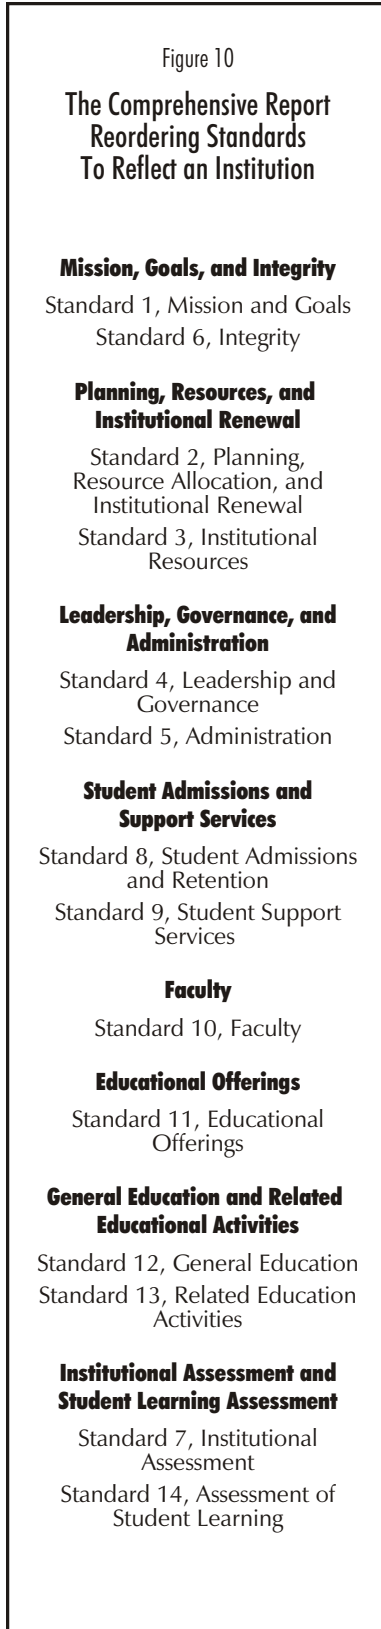 Figure 10
The Comprehensive Report
Reordering Standards
To Reflect an Institution
Mission, Goals, and Integrity
Standard 1, Mission and Goals
Standard 6, Integrity
Planning, Resources, and
Institutional Renewal
Standard 2, Planning,
Resource Allocation, and
Institutional Renewal
Standard 3, Institutional
Resources
Leadership, Governance, and
Administration
Standard 4, Leadership and
Governance
Standard 5, Administration
Student Admissions and
Support Services
Standard 8, Student Admissions
and Retention
Standard 9, Student Support
Services
Faculty
Standard 10, Faculty
Educational Offerings
Standard 11, Educational
Offerings
General Education and Related
Educational Activities
Standard 12, General Education
Standard 13, Related Education
Activities
Institutional Assessment and
Student Learning Assessment
Standard 7, Institutional
Assessment
Standard 14, Assessment of
Student Learning